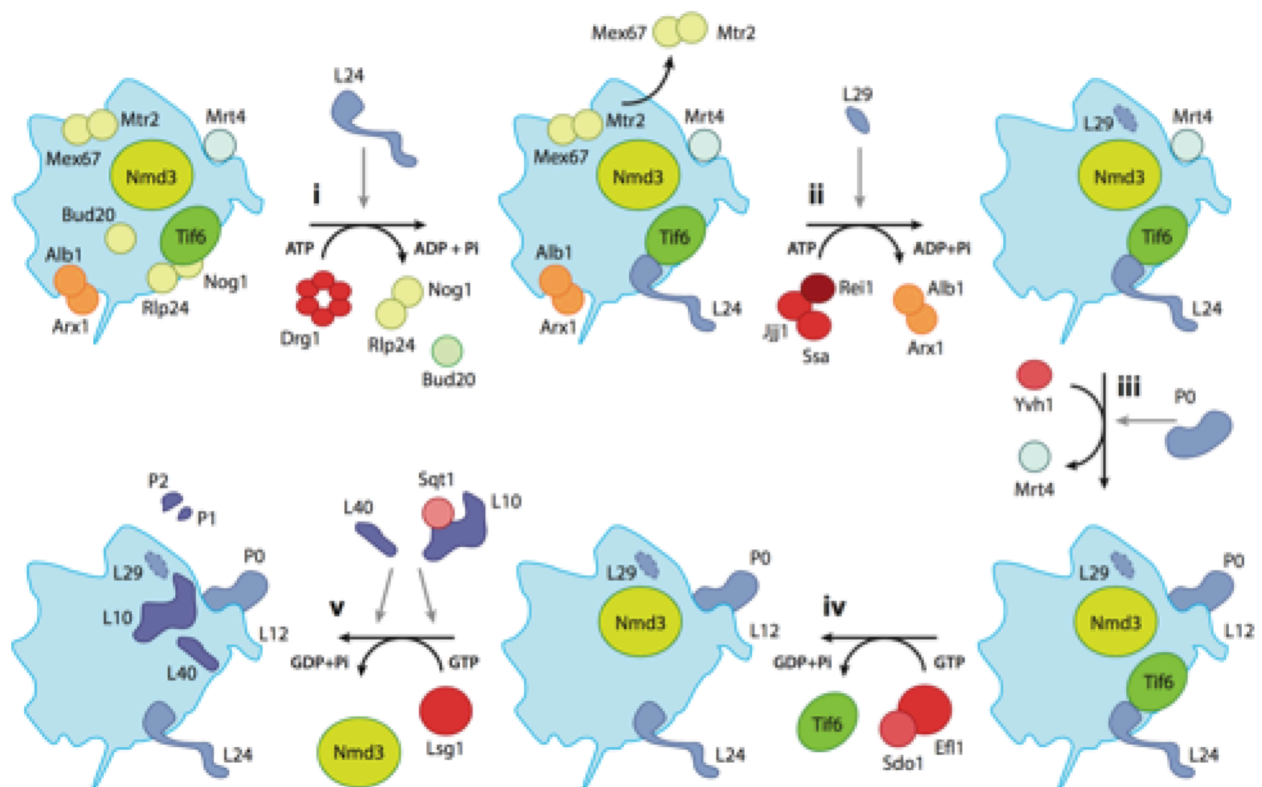 Mex67
Mtr2
L24
L29
Mtr2
Mrt4
Mex67
Nmd3
Bud20
Tif6
Alb1
Nog1
Rlp24
Arx1
i
ATP
ADP + Pi
Drg1
Nog1
Rlp24
Bud20
Mtr2
Mrt4
Mex67
Nmd3
Tif6
Alb1
Arx1
L24
ii
ATP
ADP+Pi
Rei1
Jjj1
Ssa
Alb1
Arx1
L29
Mrt4
Nmd3
Tif6
L24
iii
Yvh1
P0
Mrt4
L29
P0
Nmd3
L12
Tif6
L24
iv
GDP+Pi
GTP
Tif6
Sdo1
Efl1
L29
P0
Nmd3
L12
L40
Sqt1
L10
v
GDP+Pi
GTP
Nmd3
Lsg1
P2
P1
P0
L29
L10
L12
L40
L24